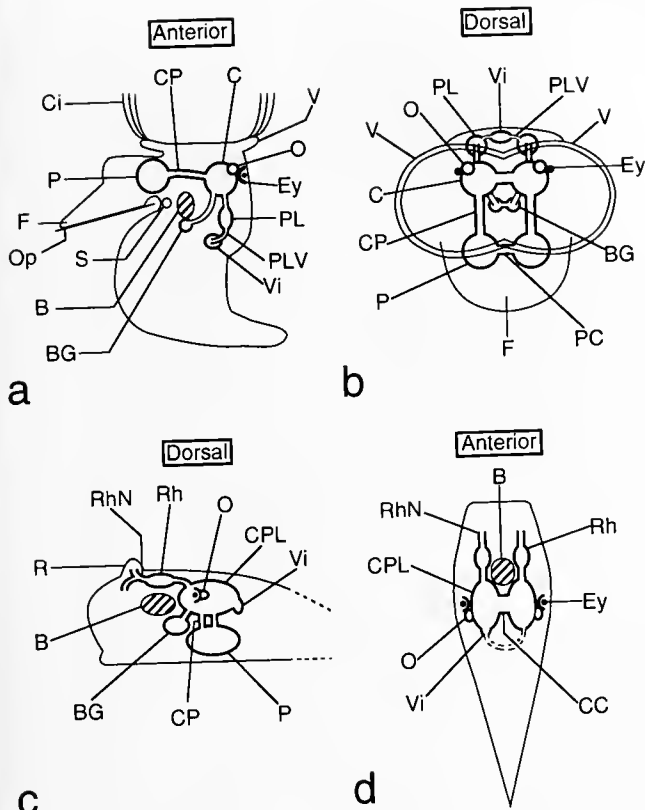 Anterior
CP C
Ci V
P O
Ey
F PL
Op S PLV
B Vi
BG
a
Dorsal
Vi
PL PLV
O V
V
Ey
C
CP
BG
P
PC
F
b
Dorsal
Rh O
RhN CPL
R Vi
B
BG CP P
c
Anterior
B
RhN Rh
CPL
Ey
O
Vi CC
d